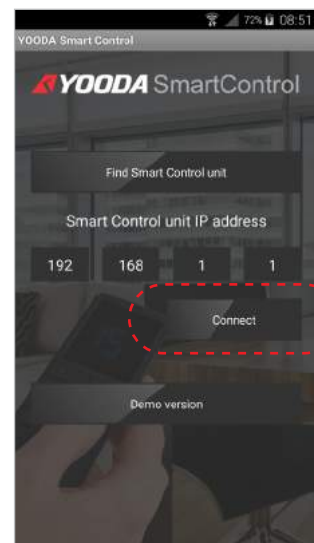 72% 08:51
YOODA Smart Control
YOODA SmartControl
Find Smart Control unit
Smart Control unit IP address
192 168 1 1
Connect
Demo version